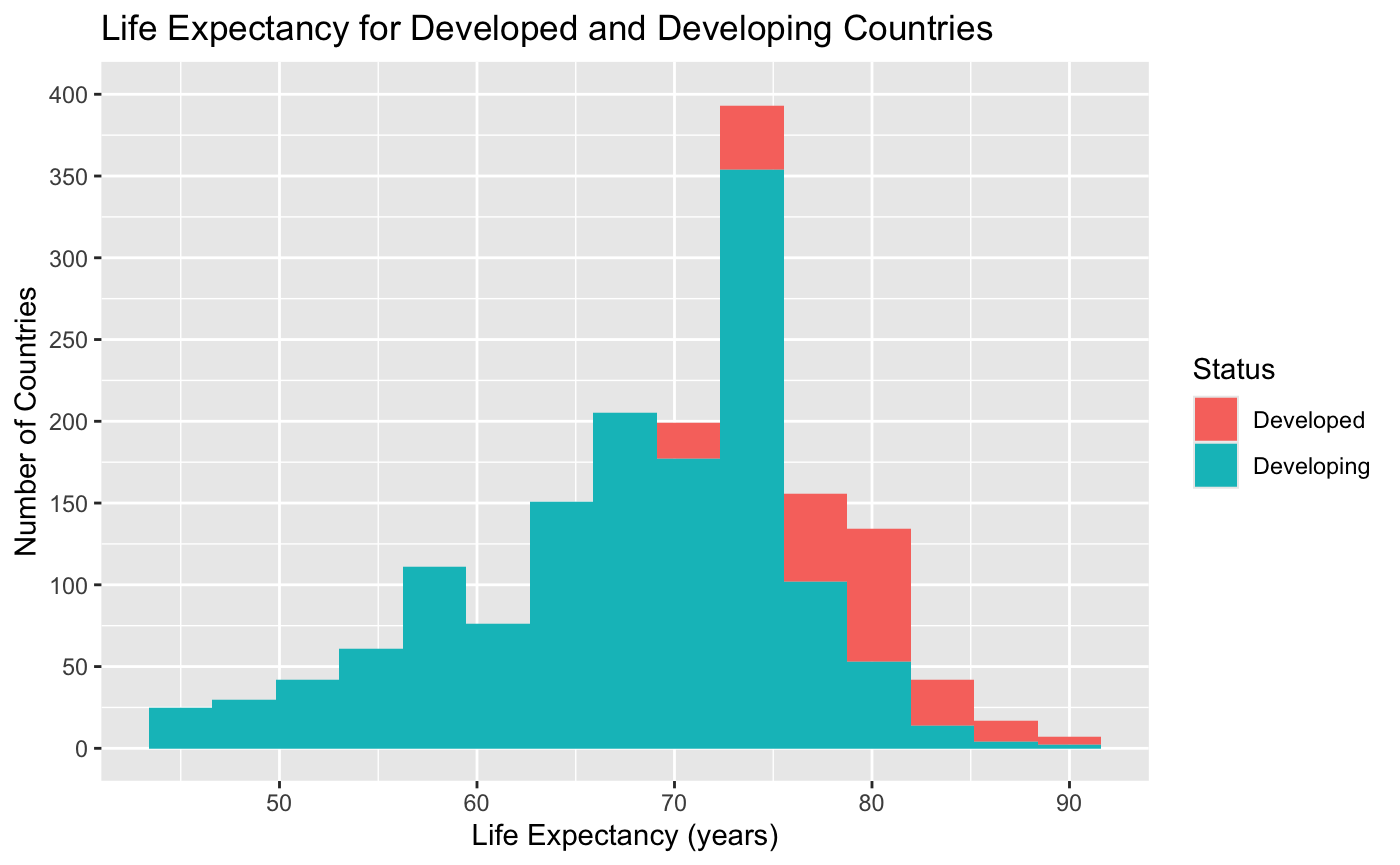 Life Expectancy for Developed and Developing Countries
Number of Countries
400
350
300
250
200
150
100
50
0
50 60 70 80 90
Life Expectancy (years)
Status
Developed
Developing